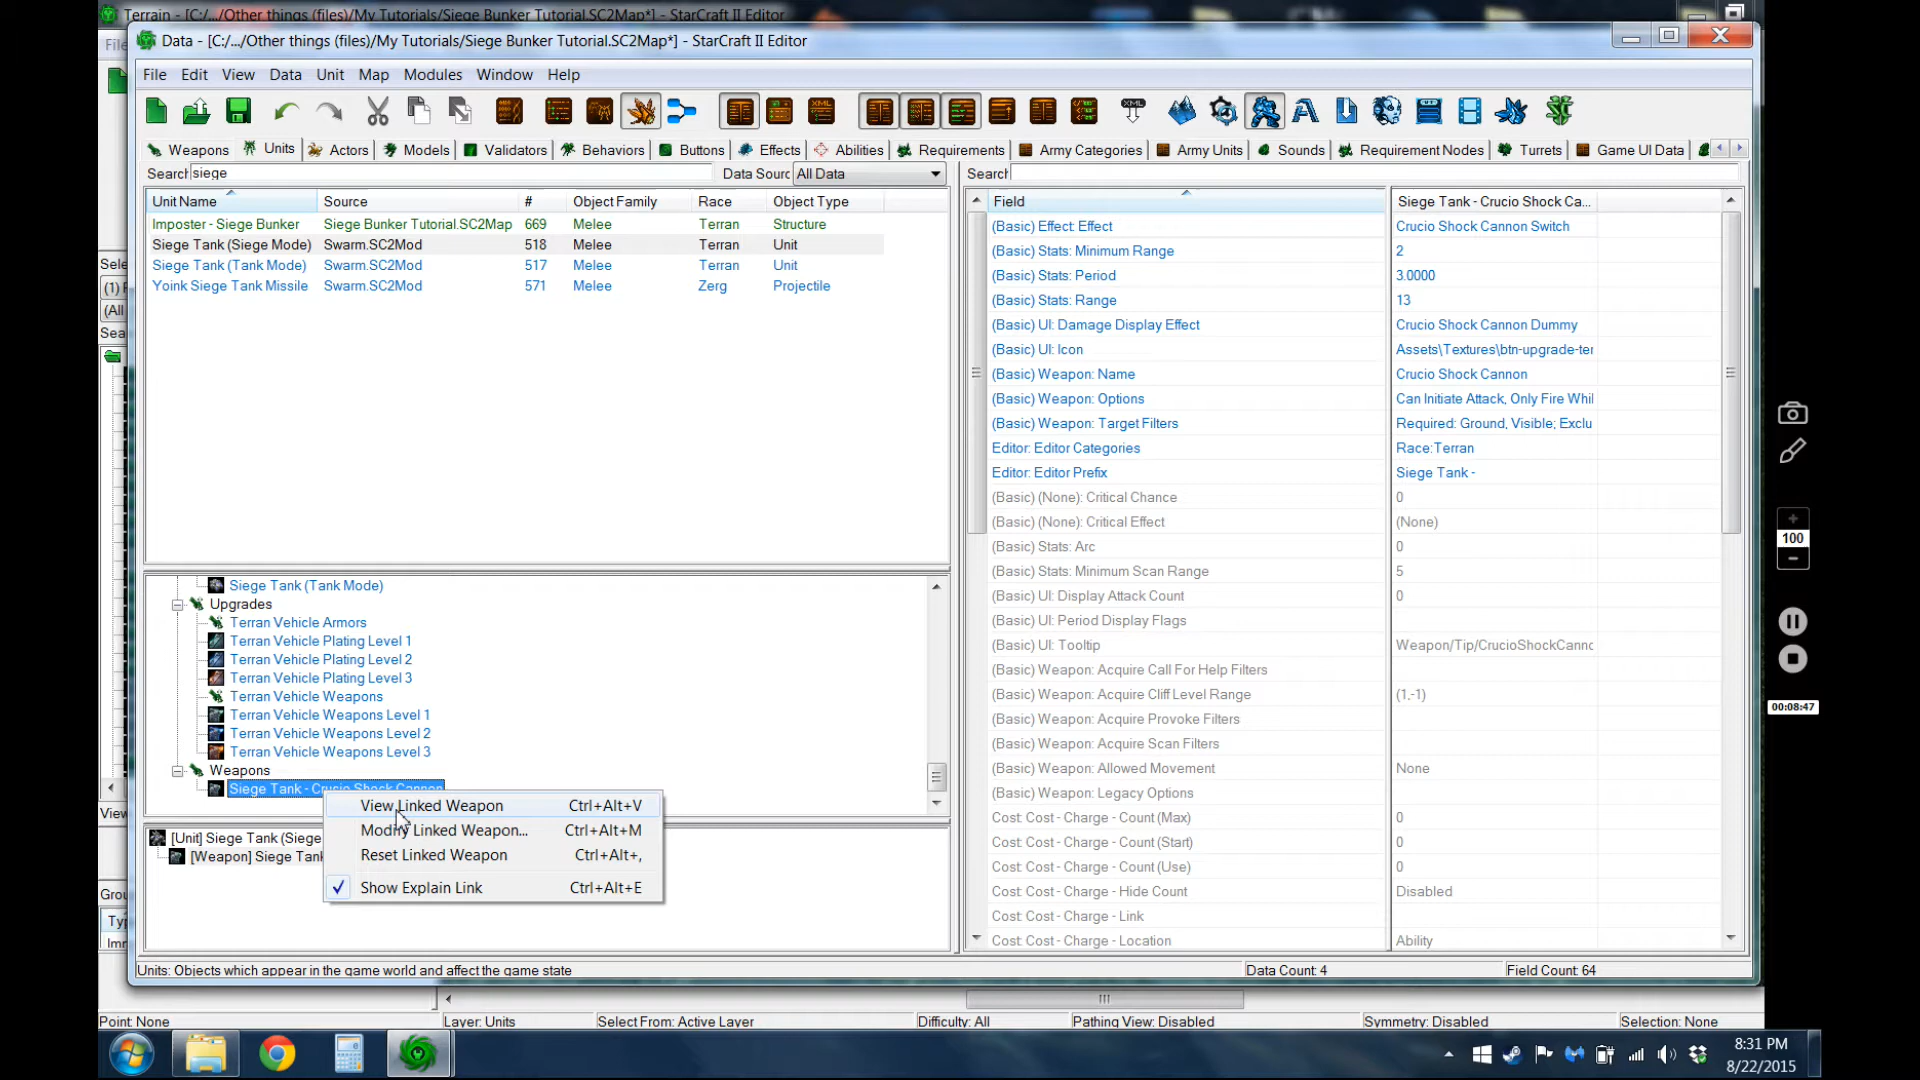 Terrain - [C:/.../Other things (files)/My Tutorials/Siege Bunker Tutorial.SC2Map*] - StarCraft II Editor
Data - [C:/.../Other things (files)/My Tutorials/Siege Bunker Tutorial.SC2Map*] - StarCraft II Editor
File Edit View Data Unit Map Modules Window Help
Weapons Units Actors Models Validators Behaviors Buttons Effects Abilities Requirements Army Categories Army Units Sounds Requirement Nodes Turrets Game UI Data
Search siege Data Sourc All Data Search
Unit Name Source # Object Family Race Object Type
Imposter - Siege Bunker Siege Bunker Tutorial.SC2Map 669 Melee Terran Structure
Siege Tank (Siege Mode) Swarm.SC2Mod 518 Melee Terran Unit
Siege Tank (Tank Mode) Swarm.SC2Mod 517 Melee Terran Unit
Yoink Siege Tank Missile Swarm.SC2Mod 571 Melee Zerg Projectile
Field Siege Tank - Crucio Shock Ca...
(Basic) Effect: Effect Crucio Shock Cannon Switch
(Basic) Stats: Minimum Range 2
(Basic) Stats: Period 3.0000
(Basic) Stats: Range 13
(Basic) UI: Damage Display Effect Crucio Shock Cannon Dummy
(Basic) UI: Icon Assets\Textures\btn-upgrade-ter
(Basic) Weapon: Name Crucio Shock Cannon
(Basic) Weapon: Options Can Initiate Attack, Only Fire Whil
(Basic) Weapon: Target Filters Required: Ground, Visible; Exclu
Editor: Editor Categories Race:Terran
Editor: Editor Prefix Siege Tank -
(Basic) (None): Critical Chance 0
(Basic) (None): Critical Effect (None)
(Basic) Stats: Arc 0
(Basic) Stats: Minimum Scan Range 5
(Basic) UI: Display Attack Count 0
(Basic) UI: Period Display Flags
(Basic) UI: Tooltip Weapon/Tip/CrucioShockCannc
(Basic) Weapon: Acquire Call For Help Filters
(Basic) Weapon: Acquire Cliff Level Range (1,-1)
(Basic) Weapon: Acquire Provoke Filters
(Basic) Weapon: Acquire Scan Filters
(Basic) Weapon: Allowed Movement None
(Basic) Weapon: Legacy Options
Cost: Cost - Charge - Count (Max) 0
Cost: Cost - Charge - Count (Start) 0
Cost: Cost - Charge - Count (Use) 0
Cost: Cost - Charge - Hide Count Disabled
Cost: Cost - Charge - Link
Cost: Cost - Charge - Location Ability
Siege Tank (Tank Mode)
Upgrades
Terran Vehicle Armors
Terran Vehicle Plating Level 1
Terran Vehicle Plating Level 2
Terran Vehicle Plating Level 3
Terran Vehicle Weapons
Terran Vehicle Weapons Level 1
Terran Vehicle Weapons Level 2
Terran Vehicle Weapons Level 3
Weapons
Siege Tank - Crucio Shock Cannon
View Linked Weapon Ctrl+Alt+V
Modify Linked Weapon... Ctrl+Alt+M
Reset Linked Weapon Ctrl+Alt+,
Show Explain Link Ctrl+Alt+E
[Unit] Siege Tank (Siege
[Weapon] Siege Tank
Units: Objects which appear in the game world and affect the game state Data Count: 4 Field Count: 64
Point: None Layer: Units Select From: Active Layer Difficulty: All Pathing View: Disabled Symmetry: Disabled Selection: None
100
00:08:47
8:31 PM
8/22/2015